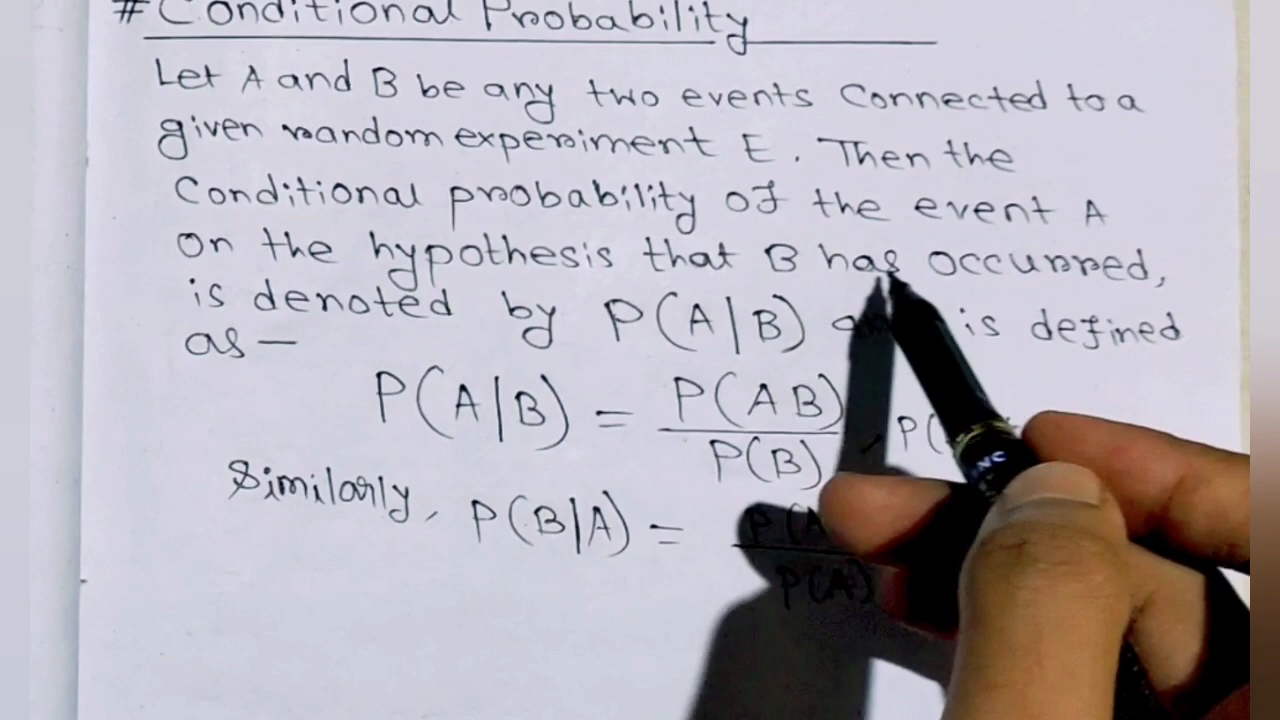 # Conditional Probability
Let A and B be any two events Connected to a
given random experiment E. Then the
Conditional probability of the event A
on the hypothesis that B has occurred,
is denoted by P(A|B) is defined
as —
P(A|B) = P(AB) / P(B) , P(
Similarly, P(B|A) = P(A / P(A)